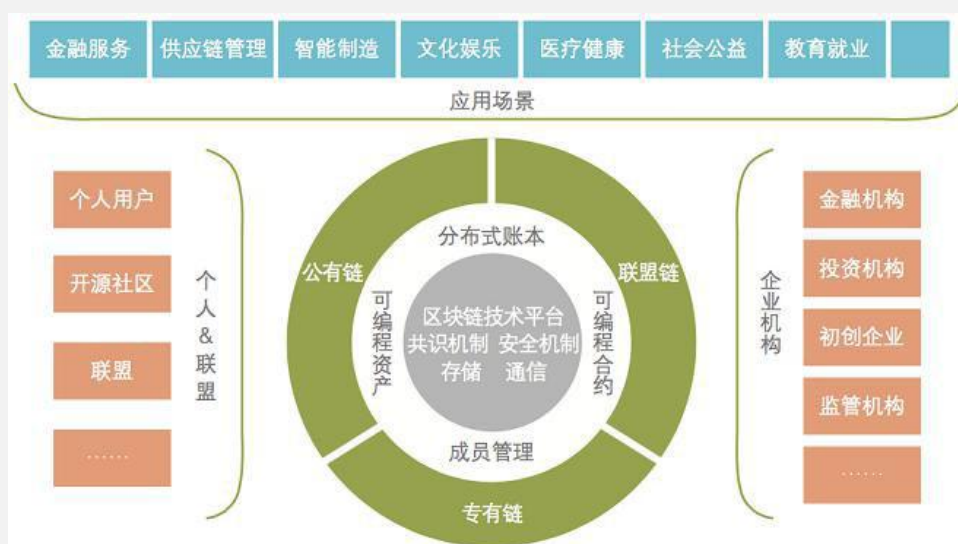 金融服务
供应链管理
智能制造
文化娱乐
医疗健康
社会公益
教育就业
应用场景
个人用户
开源社区
联盟
······
个人&联盟
公有链
联盟链
专有链
分布式账本
可编程资产
可编程合约
成员管理
区块链技术平台
共识机制 安全机制
存储 通信
企业机构
金融机构
投资机构
初创企业
监管机构
······